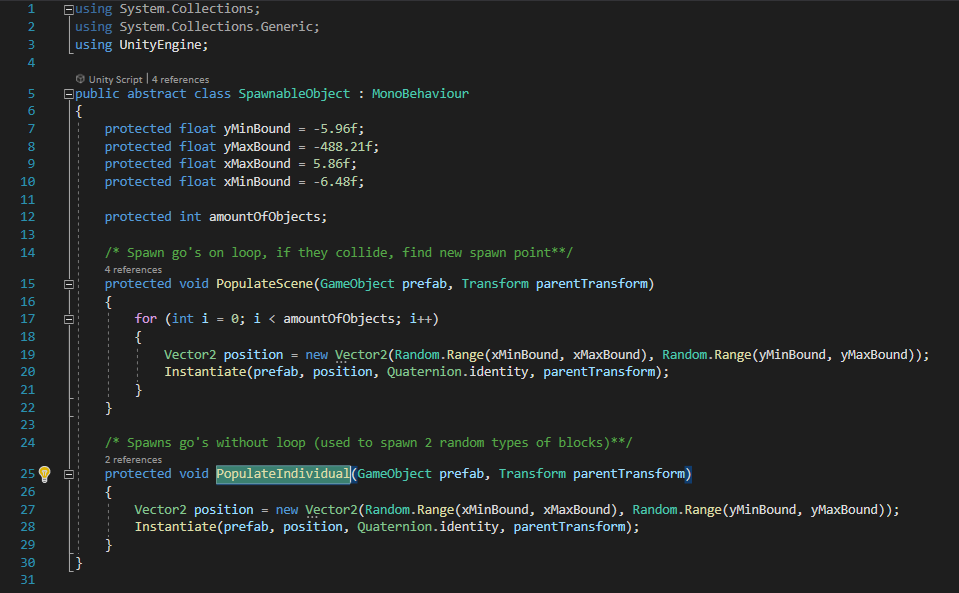 1 using System.Collections;
2 using System.Collections.Generic;
3 using UnityEngine;
4
Unity Script | 4 references
5 public abstract class SpawnableObject : MonoBehaviour
6 {
7 protected float yMinBound = -5.96f;
8 protected float yMaxBound = -488.21f;
9 protected float xMaxBound = 5.86f;
10 protected float xMinBound = -6.48f;
11
12 protected int amountOfObjects;
13
14 /* Spawn go's on loop, if they collide, find new spawn point**/
4 references
15 protected void PopulateScene(GameObject prefab, Transform parentTransform)
16 {
17 for (int i = 0; i < amountOfObjects; i++)
18 {
19 Vector2 position = new Vector2(Random.Range(xMinBound, xMaxBound), Random.Range(yMinBound, yMaxBound));
20 Instantiate(prefab, position, Quaternion.identity, parentTransform);
21 }
22 }
23
24 /* Spawns go's without loop (used to spawn 2 random types of blocks)**/
2 references
25 protected void PopulateIndividual(GameObject prefab, Transform parentTransform)
26 {
27 Vector2 position = new Vector2(Random.Range(xMinBound, xMaxBound), Random.Range(yMinBound, yMaxBound));
28 Instantiate(prefab, position, Quaternion.identity, parentTransform);
29 }
30 }
31